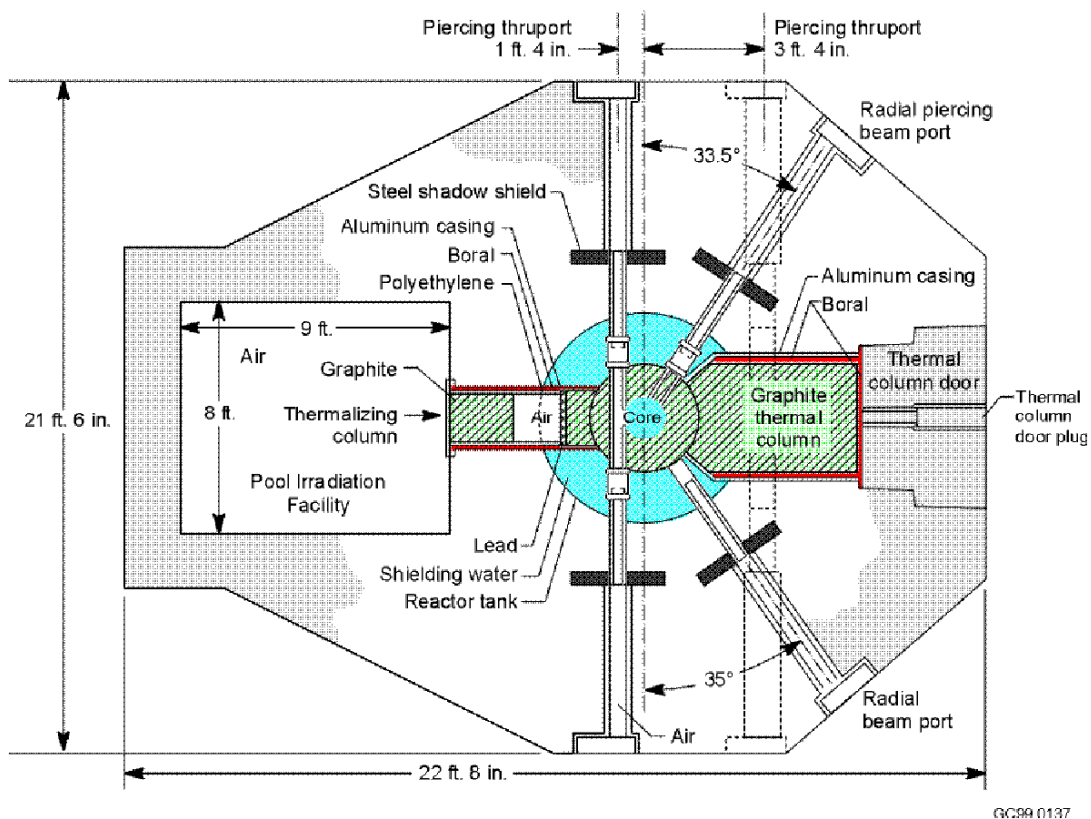 Piercing thruport
1 ft. 4 in.
Piercing thruport
3 ft. 4 in.
Radial piercing
beam port
33.5°
Steel shadow shield
Aluminum casing
Boral
Polyethylene
Aluminum casing
Boral
9 ft.
Air
Graphite
8 ft.
Thermalizing
column
Air
Core
Graphite
thermal
column
Thermal
column door
Thermal
column
door plug
21 ft. 6 in.
Pool Irradiation
Facility
Lead
Shielding water
Reactor tank
35°
Radial
beam port
Air
22 ft. 8 in.
GC99 0137